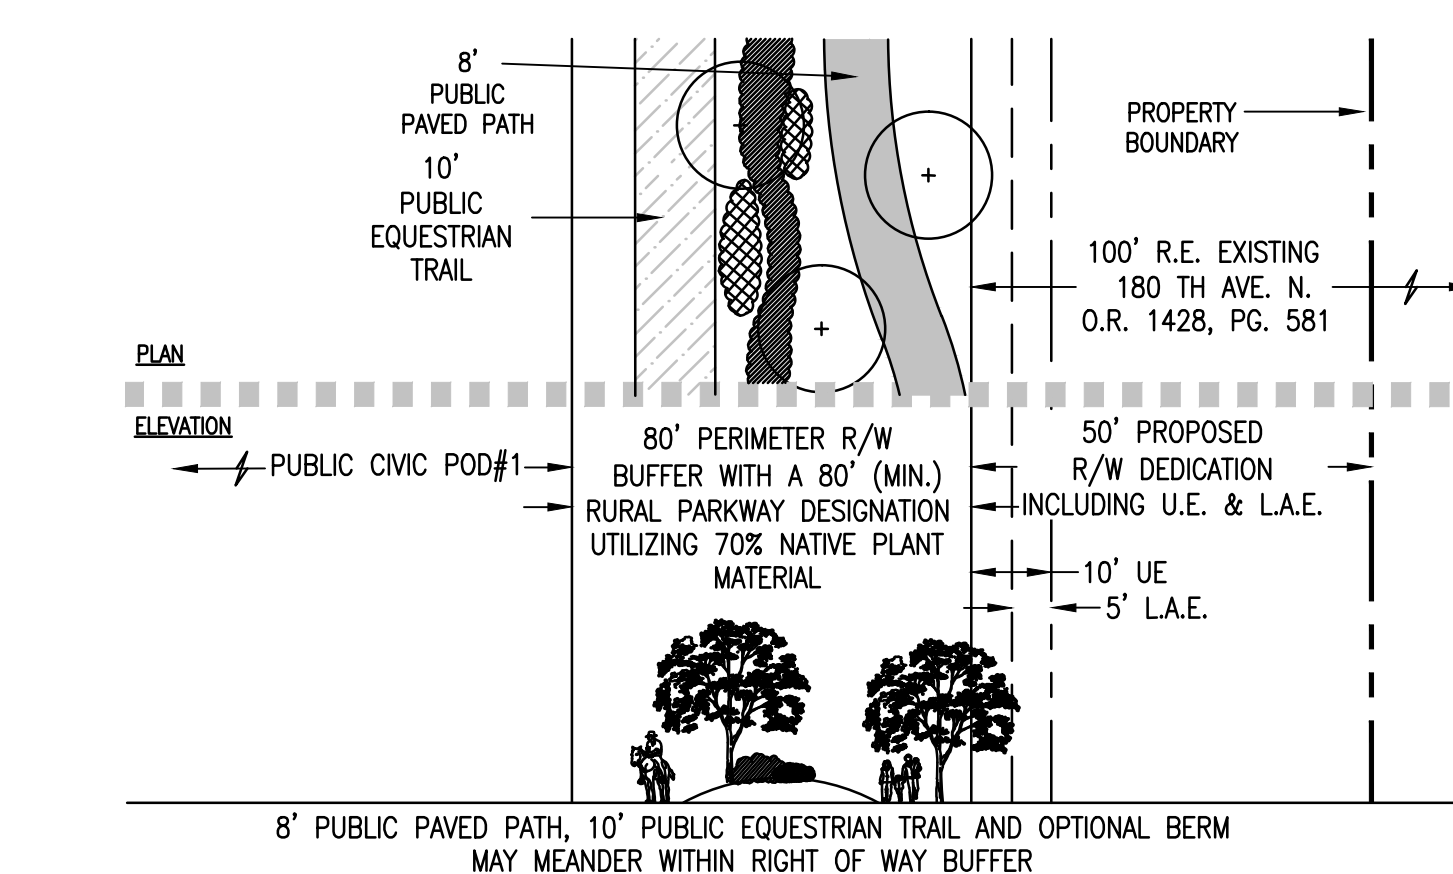 8'
PUBLIC
PAVED PATH
10'
PUBLIC
EQUESTRIAN
TRAIL
PROPERTY
BOUNDARY
100' R.E. EXISTING
180 TH AVE. N.
O.R. 1428, PG. 581
PLAN
ELEVATION
PUBLIC CIVIC POD#1
80' PERIMETER R/W
BUFFER WITH A 80' (MIN.)
RURAL PARKWAY DESIGNATION
UTILIZING 70% NATIVE PLANT
MATERIAL
50' PROPOSED
R/W DEDICATION
INCLUDING U.E. & L.A.E.
10' UE
5' L.A.E.
8' PUBLIC PAVED PATH, 10' PUBLIC EQUESTRIAN TRAIL AND OPTIONAL BERM
MAY MEANDER WITHIN RIGHT OF WAY BUFFER